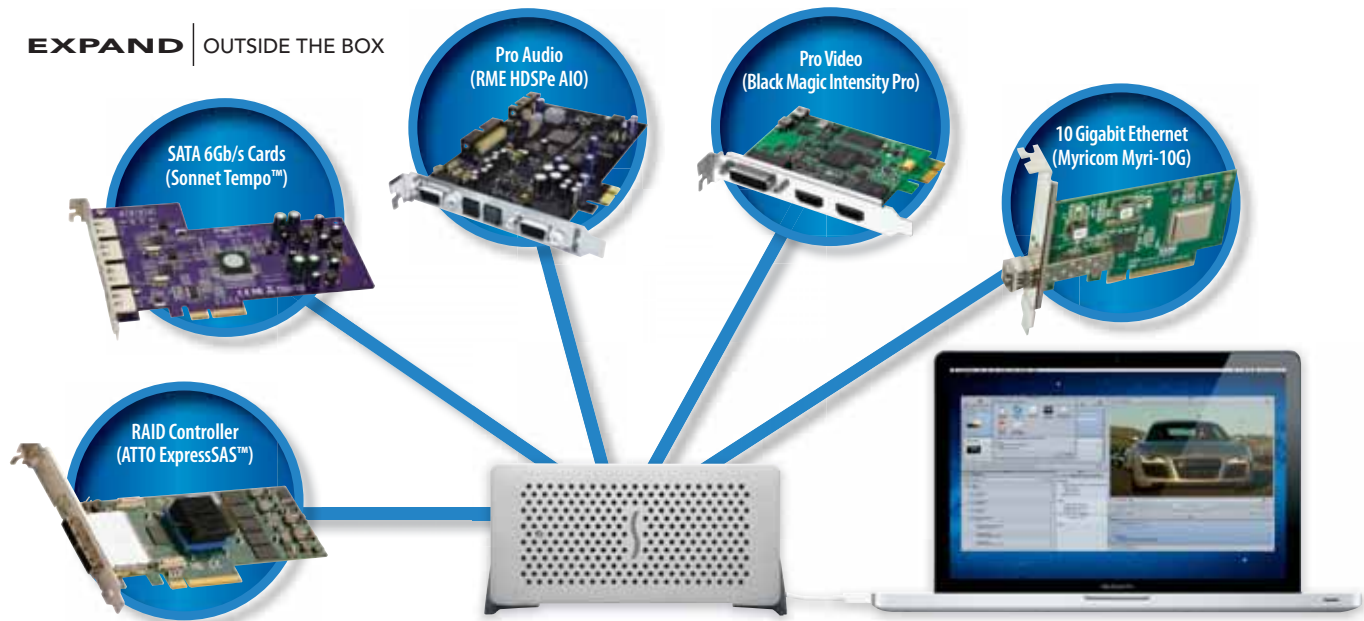 EXPAND | OUTSIDE THE BOX
Pro Audio
(RME HDSPe AIO)
Pro Video
(Black Magic Intensity Pro)
SATA 6Gb/s Cards
(Sonnet Tempo™)
10 Gigabit Ethernet
(Myricom Myri-10G)
RAID Controller
(ATTO ExpressSAS™)